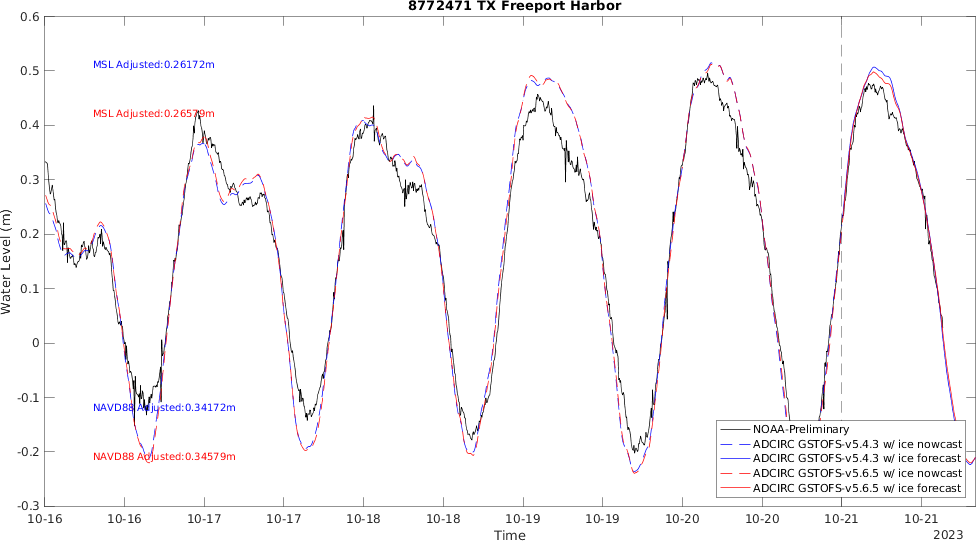 8772471 TX Freeport Harbor
0.6
0.5
0.4
0.3
0.2
0.1
0
-0.1
-0.2
-0.3
Water Level (m)
MSL Adjusted:0.26172m
MSL Adjusted:0.26579m
NAVD88 Adjusted:0.34172m
NAVD88 Adjusted:0.34579m
NOAA-Preliminary
ADCIRC GSTOFS-v5.4.3 w/ ice nowcast
ADCIRC GSTOFS-v5.4.3 w/ ice forecast
ADCIRC GSTOFS-v5.6.5 w/ ice nowcast
ADCIRC GSTOFS-v5.6.5 w/ ice forecast
10-16 10-16 10-17 10-17 10-18 10-18 10-19 10-19 10-20 10-20 10-21 10-21
Time
2023